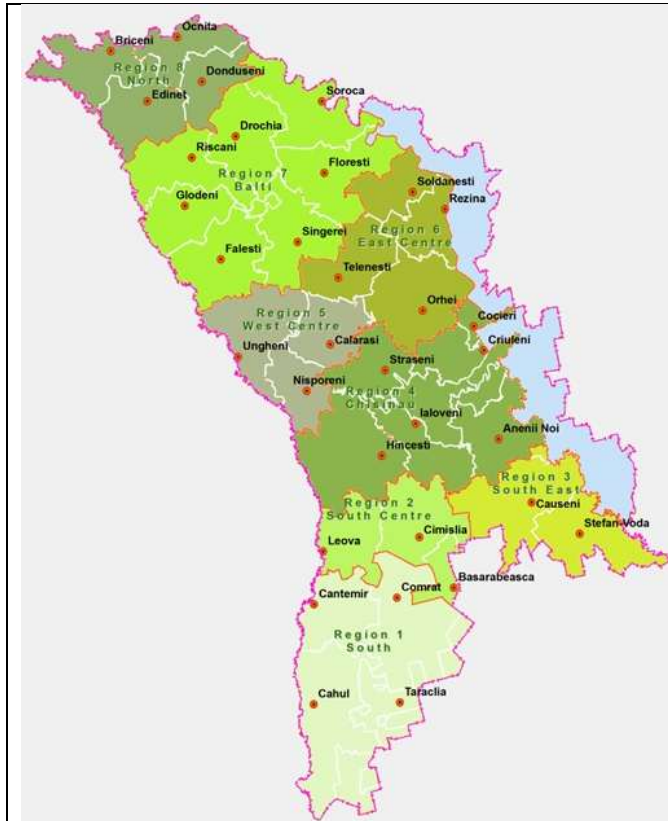 Ocnita
Briceni
Region 8
North
Donduseni
Edinet
Soroca
Drochia
Riscani
Floresti
Region 7
Balti
Soldanesti
Glodeni
Rezina
Region 6
East Centre
Singerei
Falesti
Telenesti
Orhei
Region 5
West Centre
Cocieri
Ungheni
Calarasi
Criuleni
Straseni
Nisporeni
Region 4
Chisinau
Ialoveni
Anenii Noi
Hincesti
Region 3
South East
Region 2
South Centre
Causeni
Cimislia
Stefan-Voda
Leova
Basarabeasca
Cantemir
Comrat
Region 1
South
Cahul
Taraclia